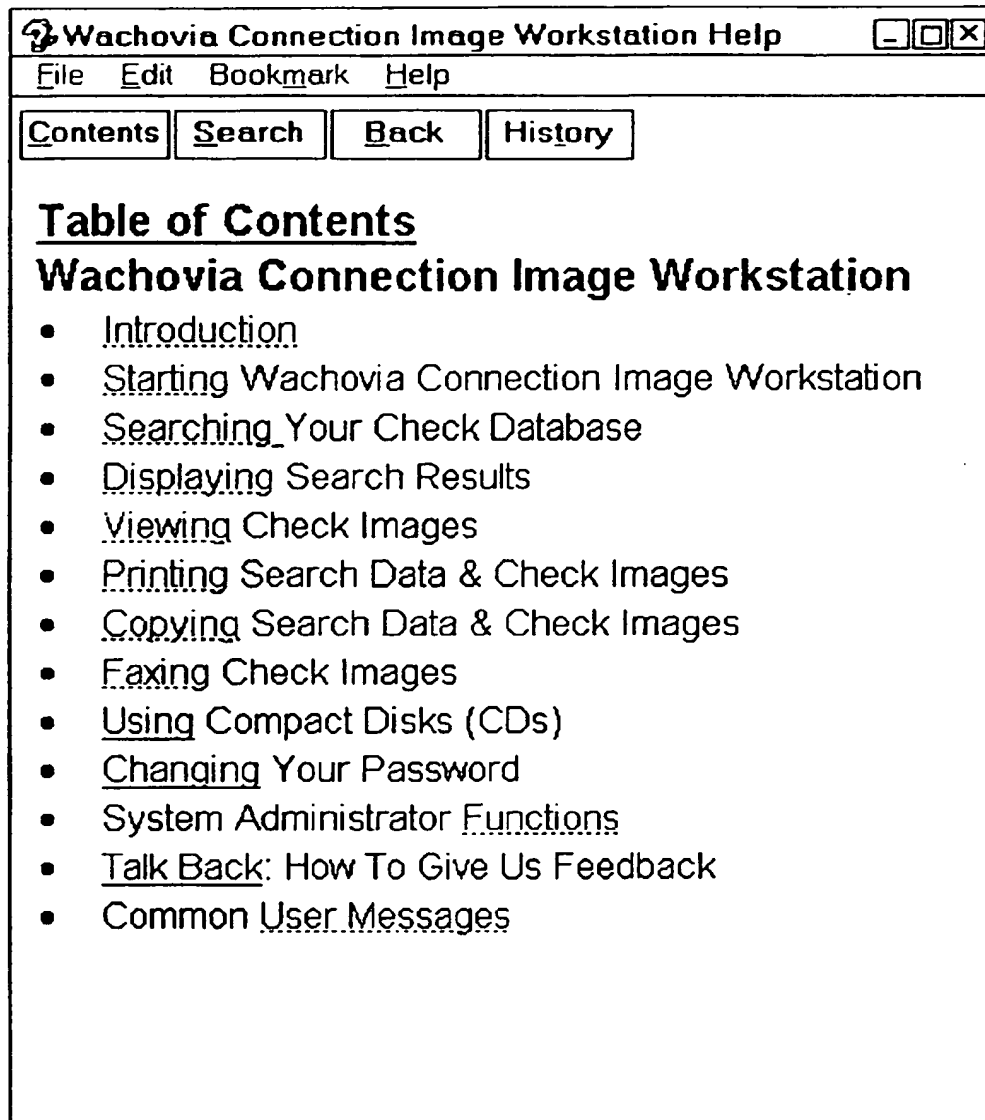 Wachovia Connection Image Workstation Help
File Edit Bookmark Help
Contents Search Back History
Table of Contents
Wachovia Connection Image Workstation
• Introduction
• Starting Wachovia Connection Image Workstation
• Searching Your Check Database
• Displaying Search Results
• Viewing Check Images
• Printing Search Data & Check Images
• Copying Search Data & Check Images
• Faxing Check Images
• Using Compact Disks (CDs)
• Changing Your Password
• System Administrator Functions
• Talk Back: How To Give Us Feedback
• Common User Messages